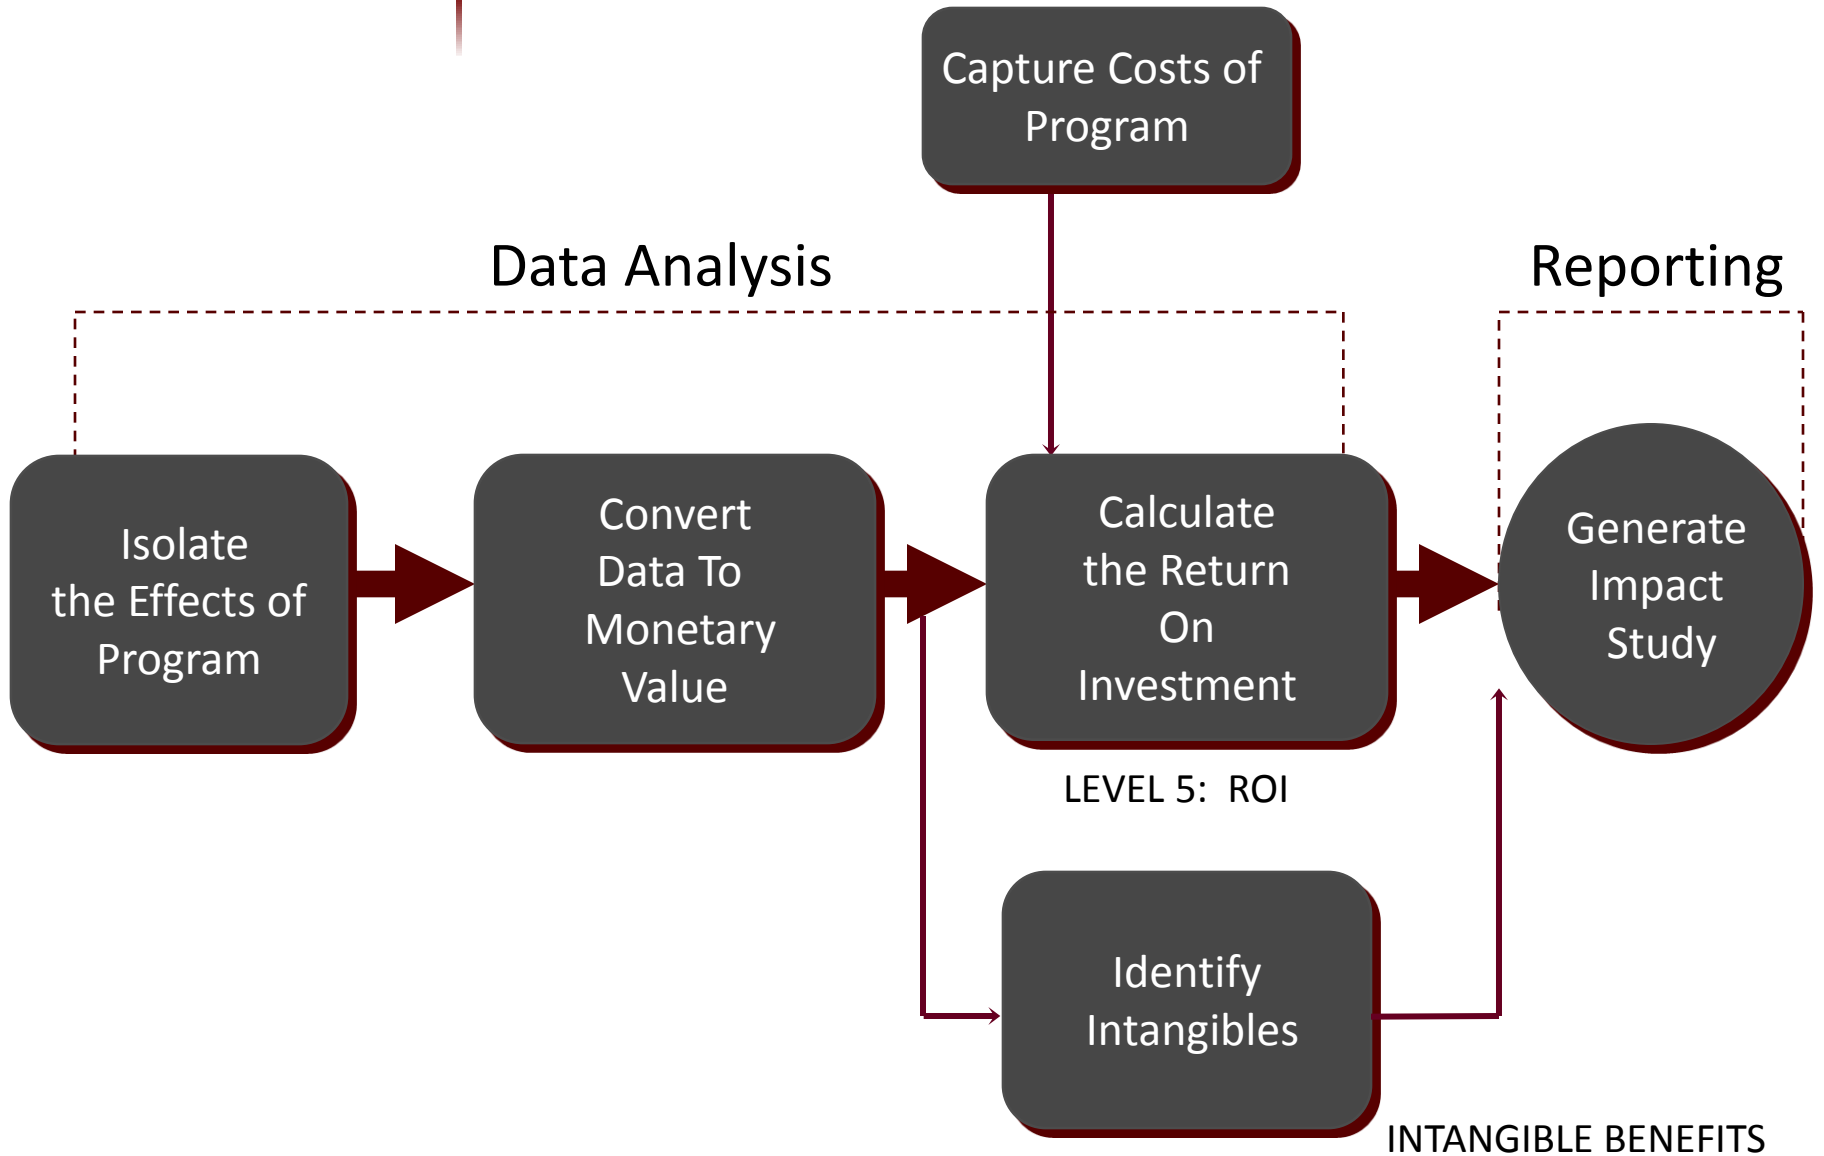 Capture Costs of
Program
Data Analysis
Reporting
Isolate
the Effects of
Program
Convert
Data To
Monetary
Value
Calculate
the Return
On
Investment
Generate
Impact
Study
LEVEL 5:  ROI
Identify
Intangibles
INTANGIBLE BENEFITS